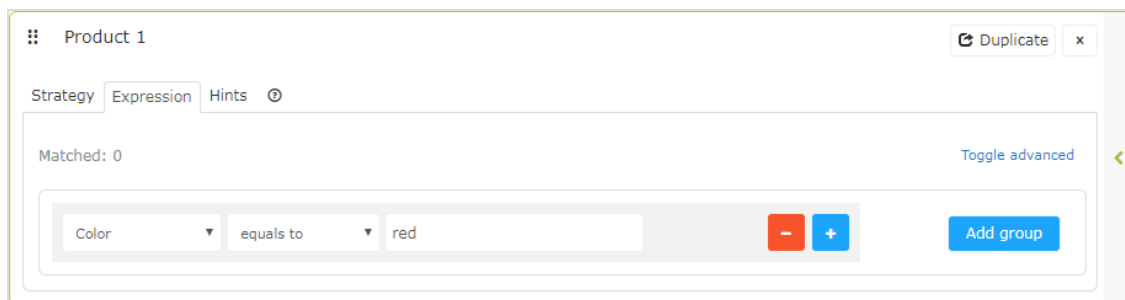 Product 1
Duplicate x
Strategy Expression Hints ?
Matched: 0
Toggle advanced
Color equals to red - + Add group